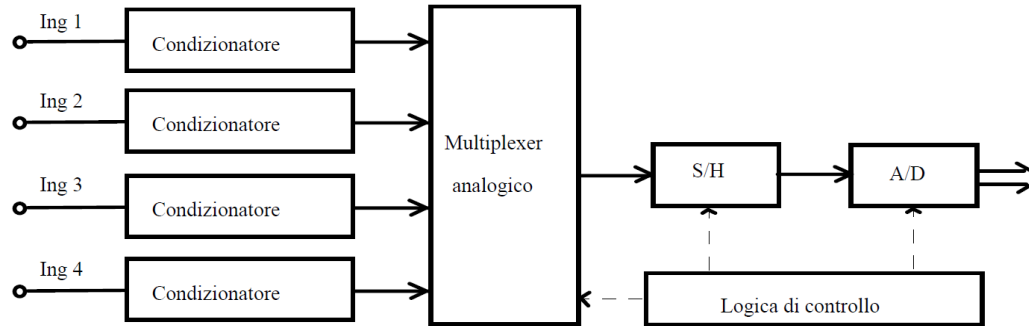 Ing 1
Condizionatore
Ing 2
Condizionatore
Ing 3
Condizionatore
Ing 4
Condizionatore
Multiplexer
analogico
S/H
A/D
Logica di controllo